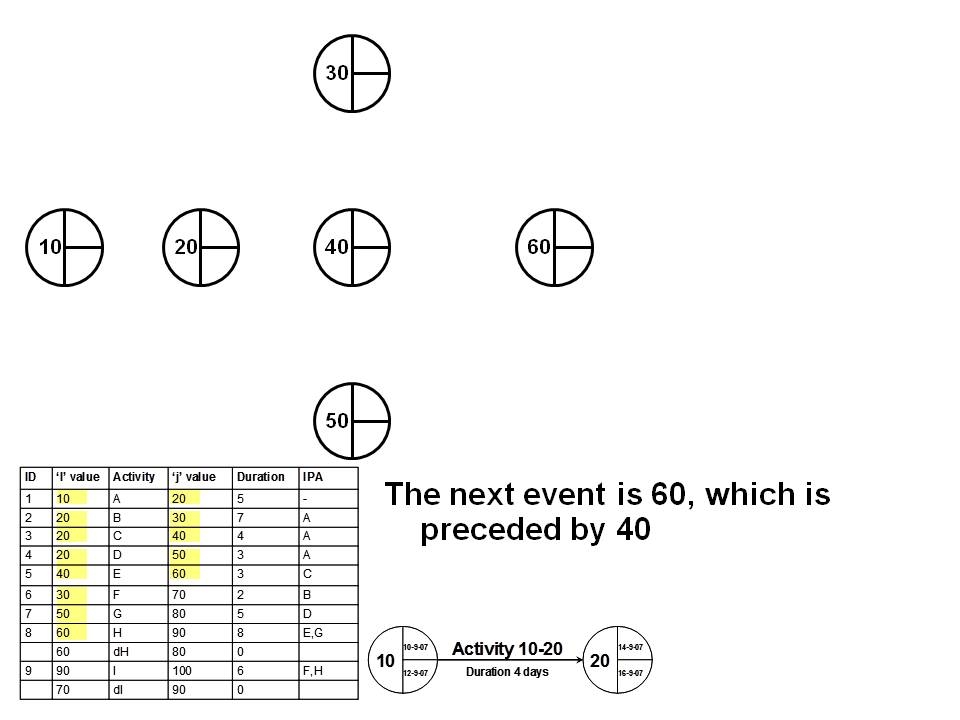 30
10 20 40 60
50
ID 'I' value Activity 'j' value Duration IPA
1 10 A 20 5 -
2 20 B 30 7 A
3 20 C 40 4 A
4 20 D 50 3 A
5 40 E 60 3 C
6 30 F 70 2 B
7 50 G 80 5 D
8 60 H 90 8 E,G
60 dH 80 0
9 90 I 100 6 F,H
70 dI 90 0
The next event is 60, which is
preceded by 40
10 10-9-07 12-9-07
Activity 10-20
Duration 4 days
20 14-9-07 16-9-07